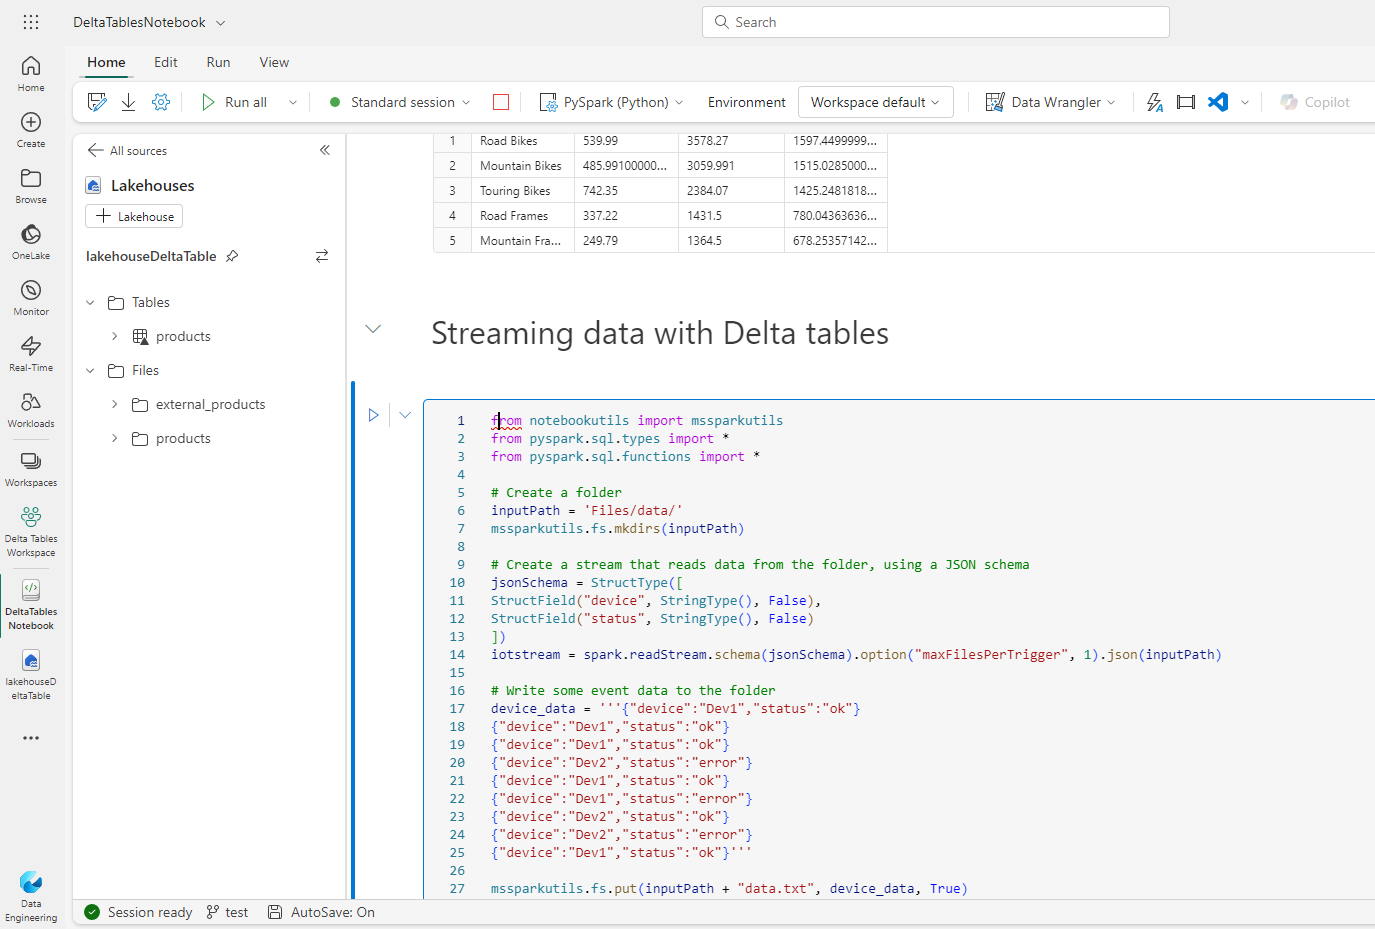 DeltaTablesNotebook
Search
Home
Edit
Run
View
Run all
Standard session
PySpark (Python)
Environment
Workspace default
Data Wrangler
Copilot
Home
Create
Browse
OneLake
Monitor
Real-Time
Workloads
Workspaces
Delta Tables
Workspace
DeltaTables
Notebook
lakehouseD
eltaTable
Data
Engineering
All sources
Lakehouses
Lakehouse
lakehouseDeltaTable
Tables
products
Files
external_products
products
1 Road Bikes 539.99 3578.27 1597.4499999...
2 Mountain Bikes 485.99100000... 3059.991 1515.0285000...
3 Touring Bikes 742.35 2384.07 1425.2481818...
4 Road Frames 337.22 1431.5 780.04363636...
5 Mountain Fra... 249.79 1364.5 678.25357142...
Streaming data with Delta tables
1 from notebookutils import mssparkutils
2 from pyspark.sql.types import *
3 from pyspark.sql.functions import *
4
5 # Create a folder
6 inputPath = 'Files/data/'
7 mssparkutils.fs.mkdirs(inputPath)
8
9 # Create a stream that reads data from the folder, using a JSON schema
10 jsonSchema = StructType([
11 StructField("device", StringType(), False),
12 StructField("status", StringType(), False)
13 ])
14 iotstream = spark.readStream.schema(jsonSchema).option("maxFilesPerTrigger", 1).json(inputPath)
15
16 # Write some event data to the folder
17 device_data = '''{"device":"Dev1","status":"ok"}
18 {"device":"Dev1","status":"ok"}
19 {"device":"Dev1","status":"ok"}
20 {"device":"Dev2","status":"error"}
21 {"device":"Dev1","status":"ok"}
22 {"device":"Dev1","status":"error"}
23 {"device":"Dev2","status":"ok"}
24 {"device":"Dev2","status":"error"}
25 {"device":"Dev1","status":"ok"}'''
26
27 mssparkutils.fs.put(inputPath + "data.txt", device_data, True)
Session ready
test
AutoSave: On